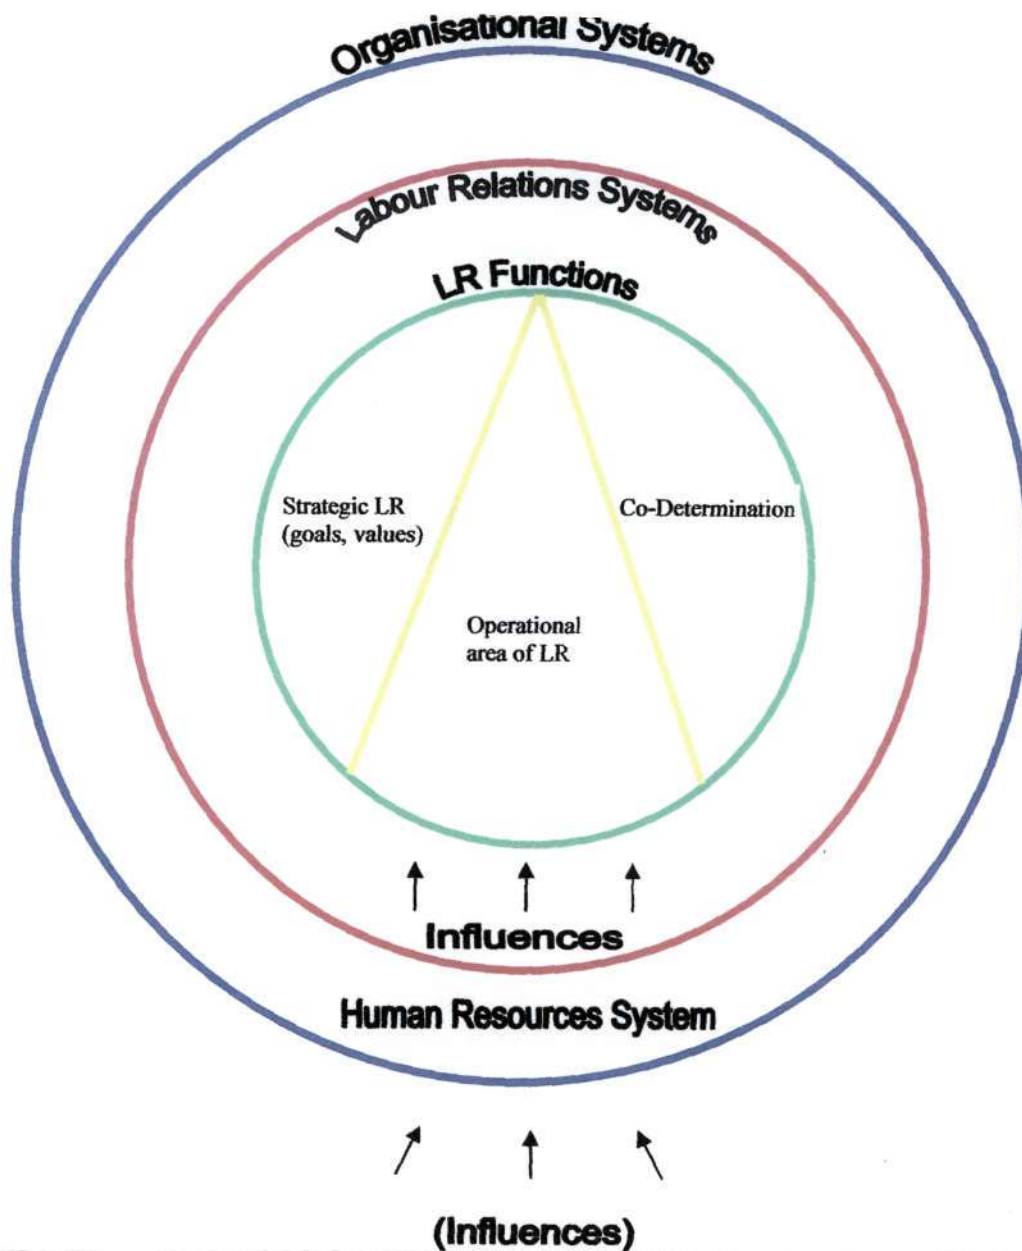 Organisational Systems
Labour Relations Systems
LR Functions
Strategic LR
(goals, values)
Co-Determination
Operational
area of LR
Influences
Human Resources System
(Influences)